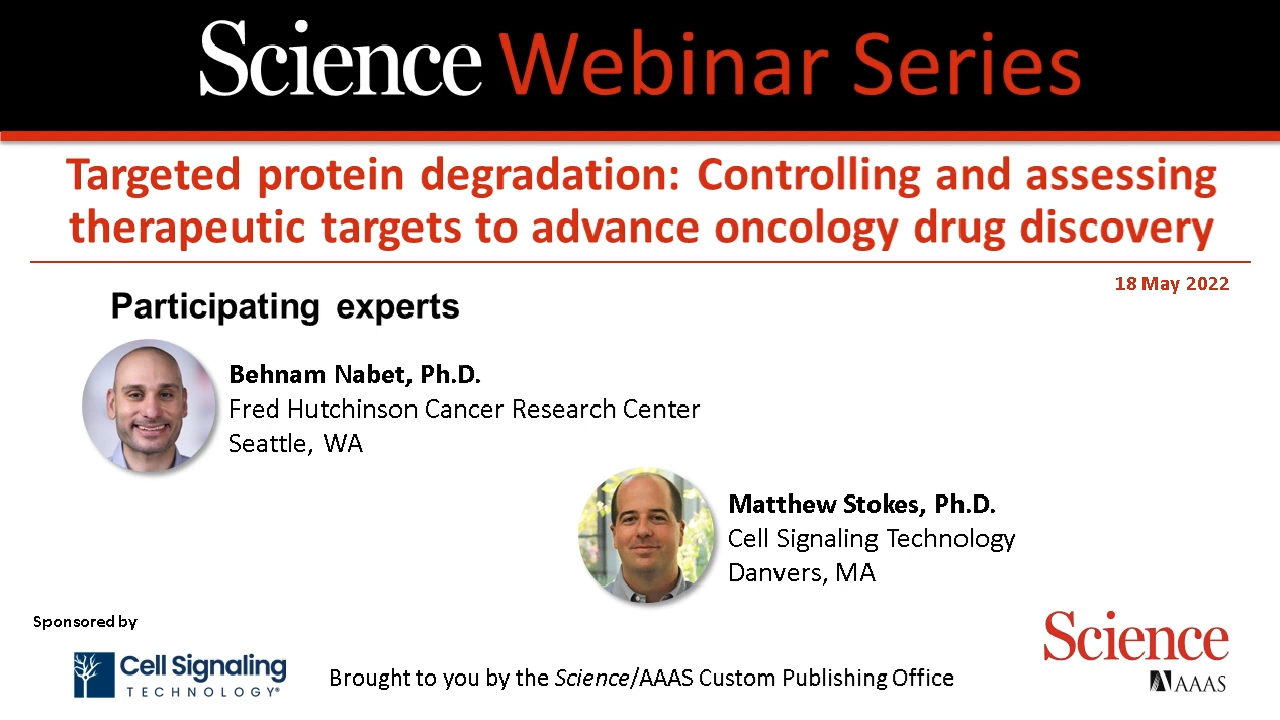 Science Webinar Series
Targeted protein degradation: Controlling and assessing
therapeutic targets to advance oncology drug discovery
18 May 2022
Participating experts
Behnam Nabet, Ph.D.
Fred Hutchinson Cancer Research Center
Seattle, WA
Matthew Stokes, Ph.D.
Cell Signaling Technology
Danvers, MA
Sponsored by
Cell Signaling
TECHNOLOGY®
Brought to you by the Science/AAAS Custom Publishing Office
Science
AAAS